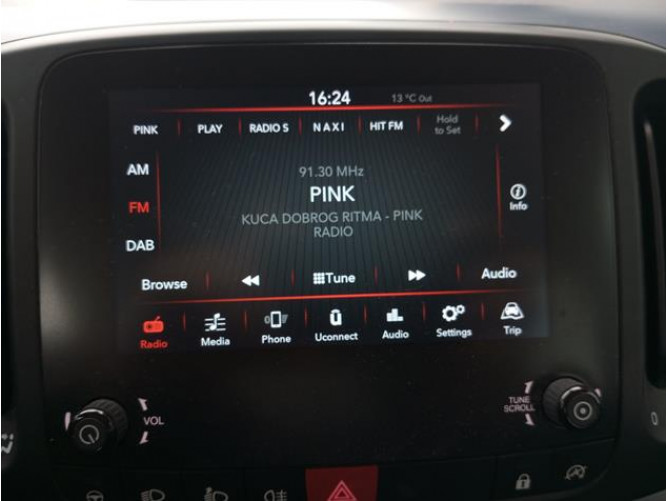 16:24 13 °C Out
PINK PLAY RADIO S NAXI HIT FM Hold
to Set
AM
91.30 MHz
FM
PINK
Info
KUCA DOBROG RITMA - PINK
RADIO
DAB
Browse Tune Audio
Radio Media Phone Uconnect Audio Settings Trip
VOL
TUNE
SCROLL